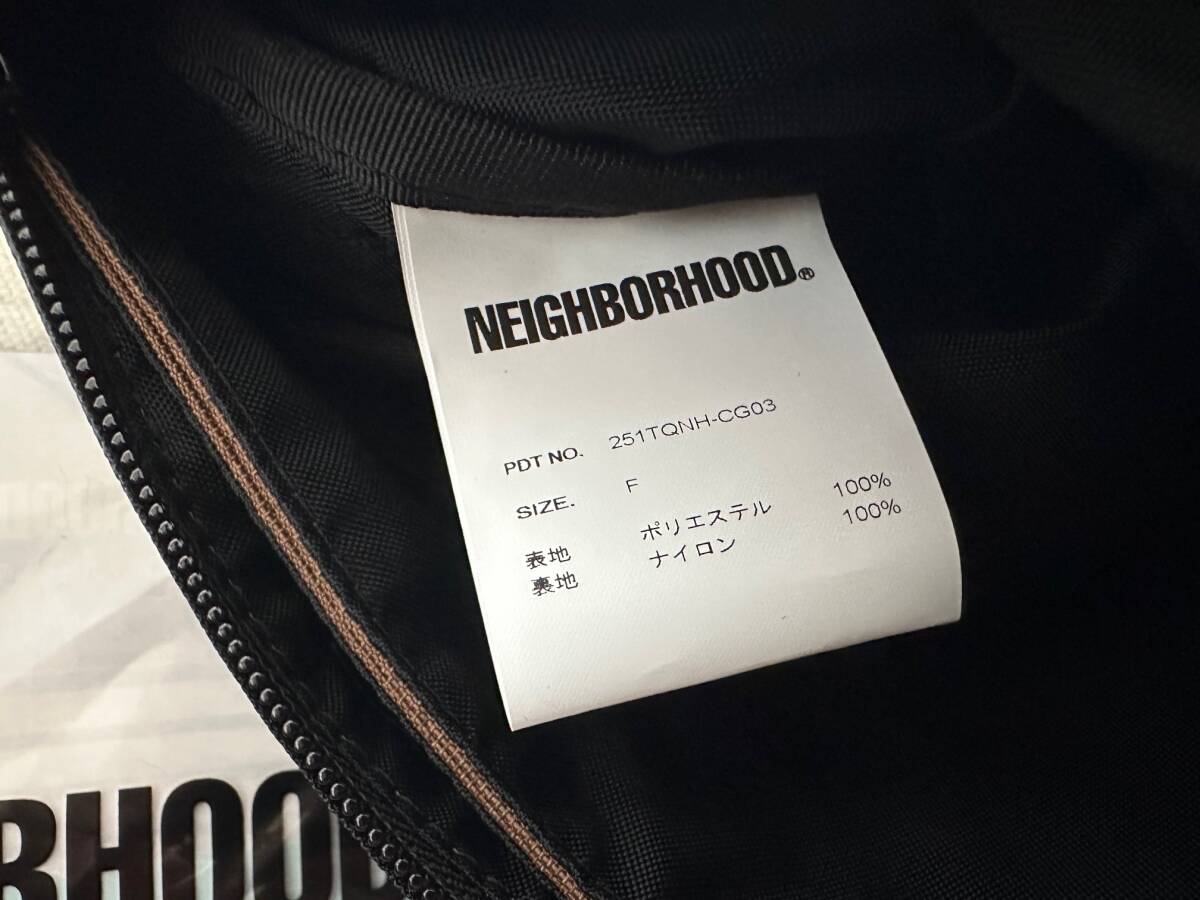 NEIGHBORHOOD®
PDT NO. 251TQNH-CG03
SIZE. F
表地 ポリエステル 100%
裏地 ナイロン 100%
RHOOD